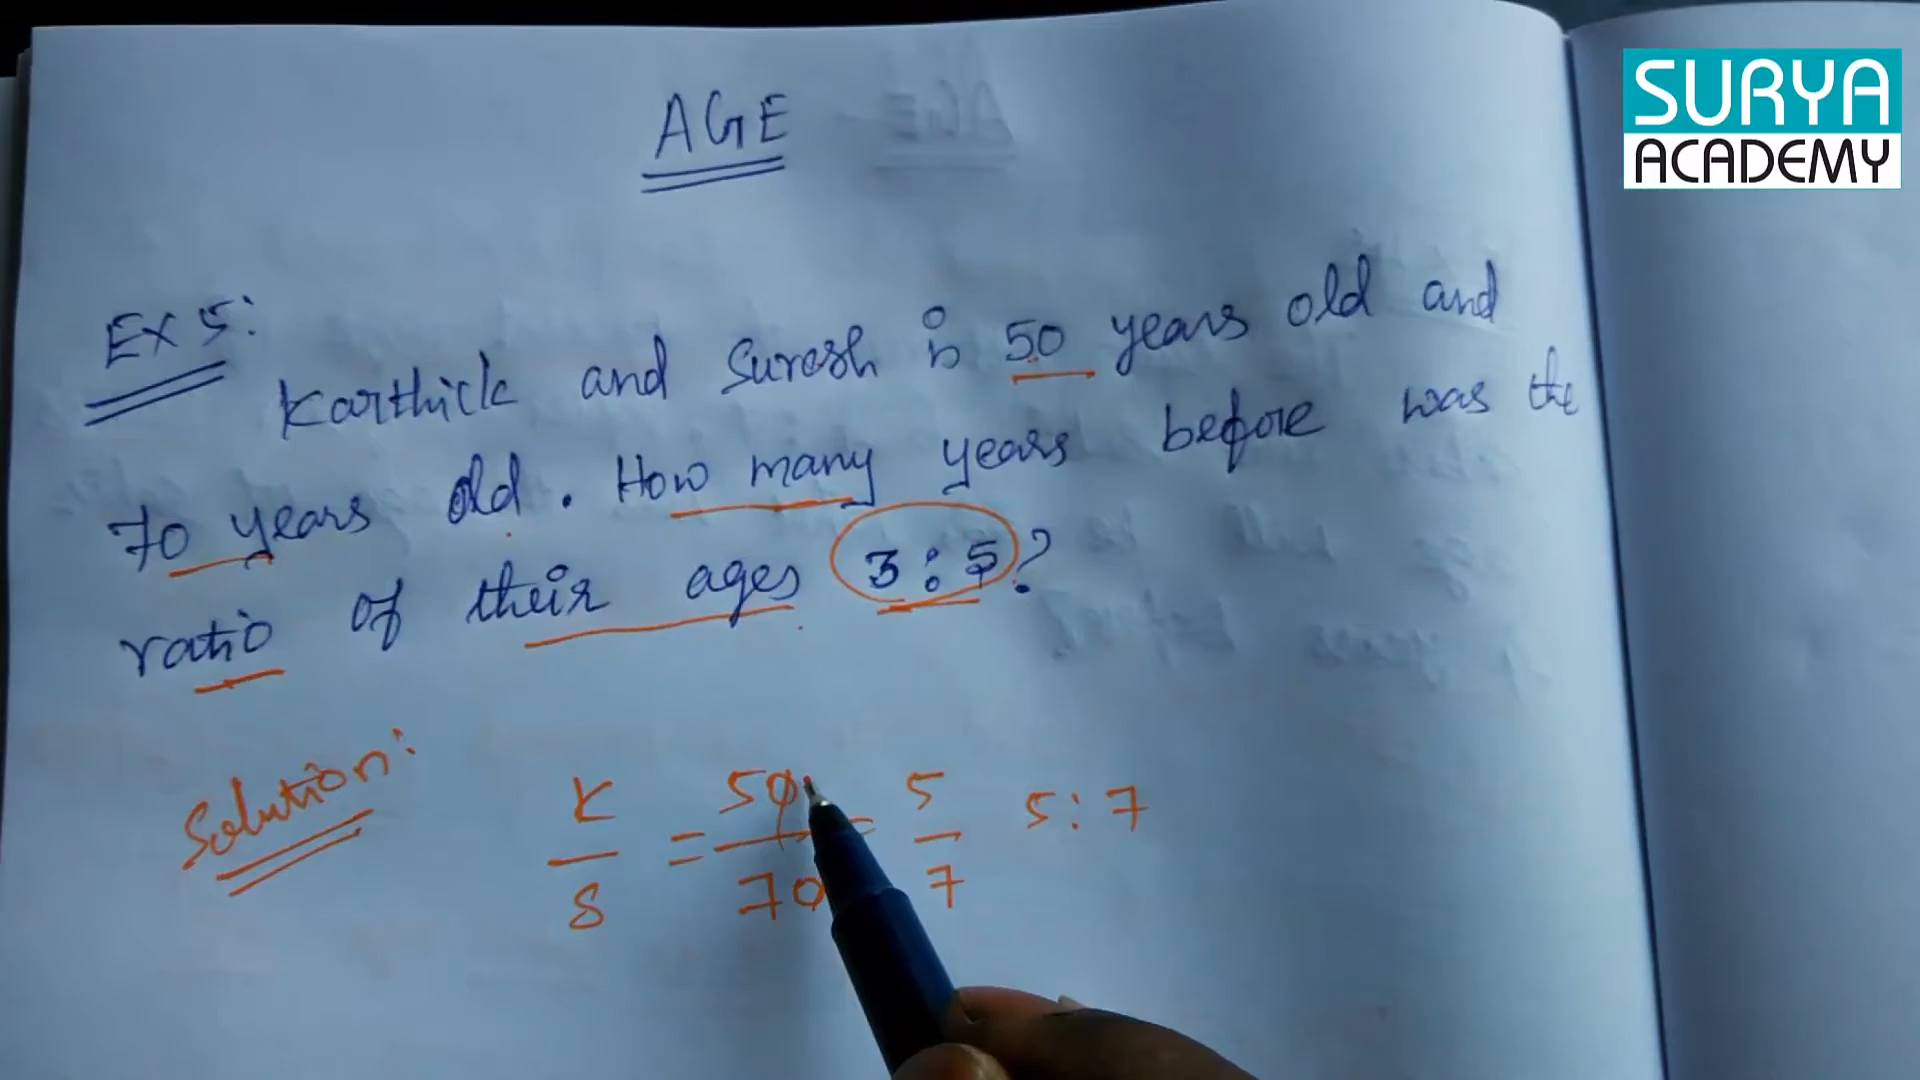 SURYA
ACADEMY
AGE
EX 5:
Karthick and Suresh is 50 years old and
70 years old. How many years before was the
ratio of their ages 3:5?
Solution:
K/S = 50/70 = 5/7 5:7